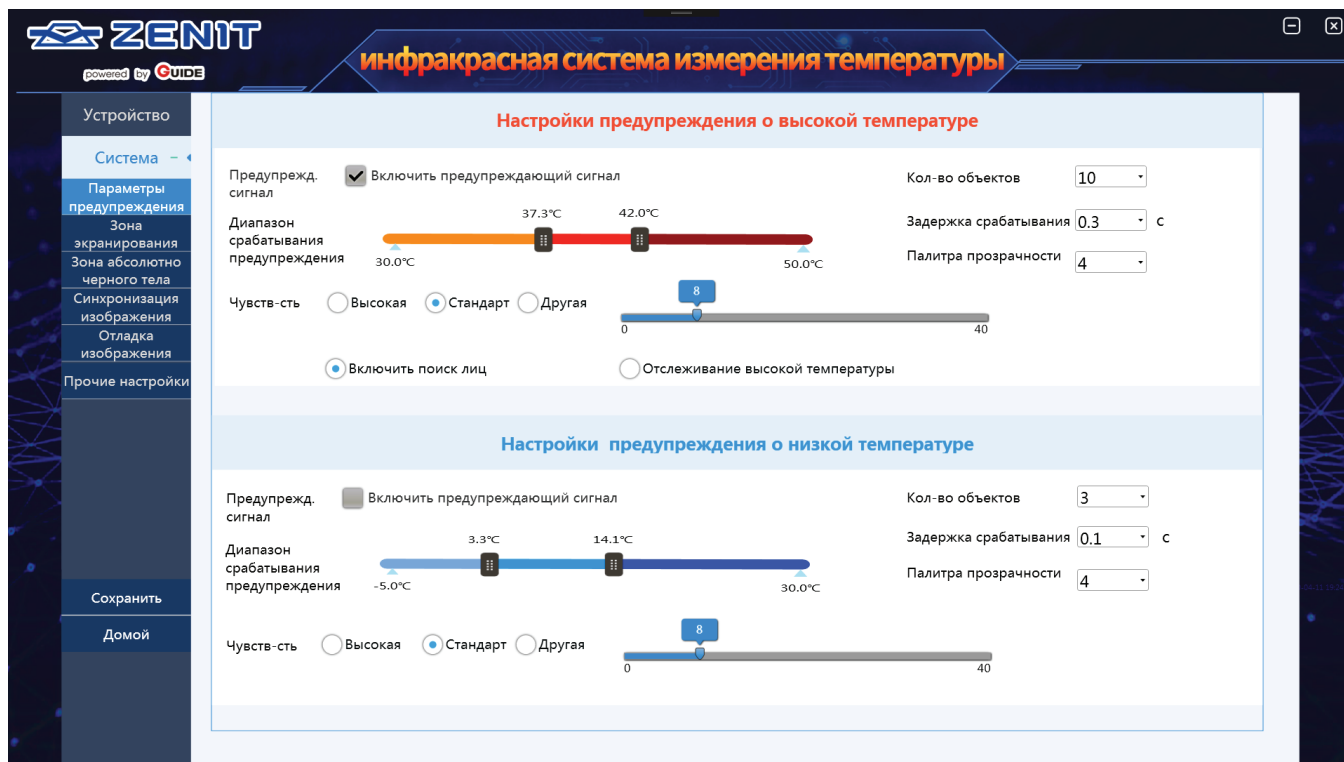 ZENIT
powered by GUIDE
инфракрасная система измерения температуры
Устройство
Система
Параметры
предупреждения
Зона
экранирования
Зона абсолютно
черного тела
Синхронизация
изображения
Отладка
изображения
Прочие настройки
Сохранить
Домой
Настройки предупреждения о высокой температуре
Предупрежд.
сигнал
Включить предупреждающий сигнал
Кол-во объектов 10
Диапазон
срабатывания
предупреждения
37.3°C 42.0°C
30.0°C 50.0°C
Задержка срабатывания 0.3 с
Палитра прозрачности 4
Чувств-сть Высокая Стандарт Другая
8
0 40
Включить поиск лиц Отслеживание высокой температуры
Настройки предупреждения о низкой температуре
Предупрежд.
сигнал
Включить предупреждающий сигнал
Кол-во объектов 3
Диапазон
срабатывания
предупреждения
3.3°C 14.1°C
-5.0°C 30.0°C
Задержка срабатывания 0.1 с
Палитра прозрачности 4
Чувств-сть Высокая Стандарт Другая
8
0 40